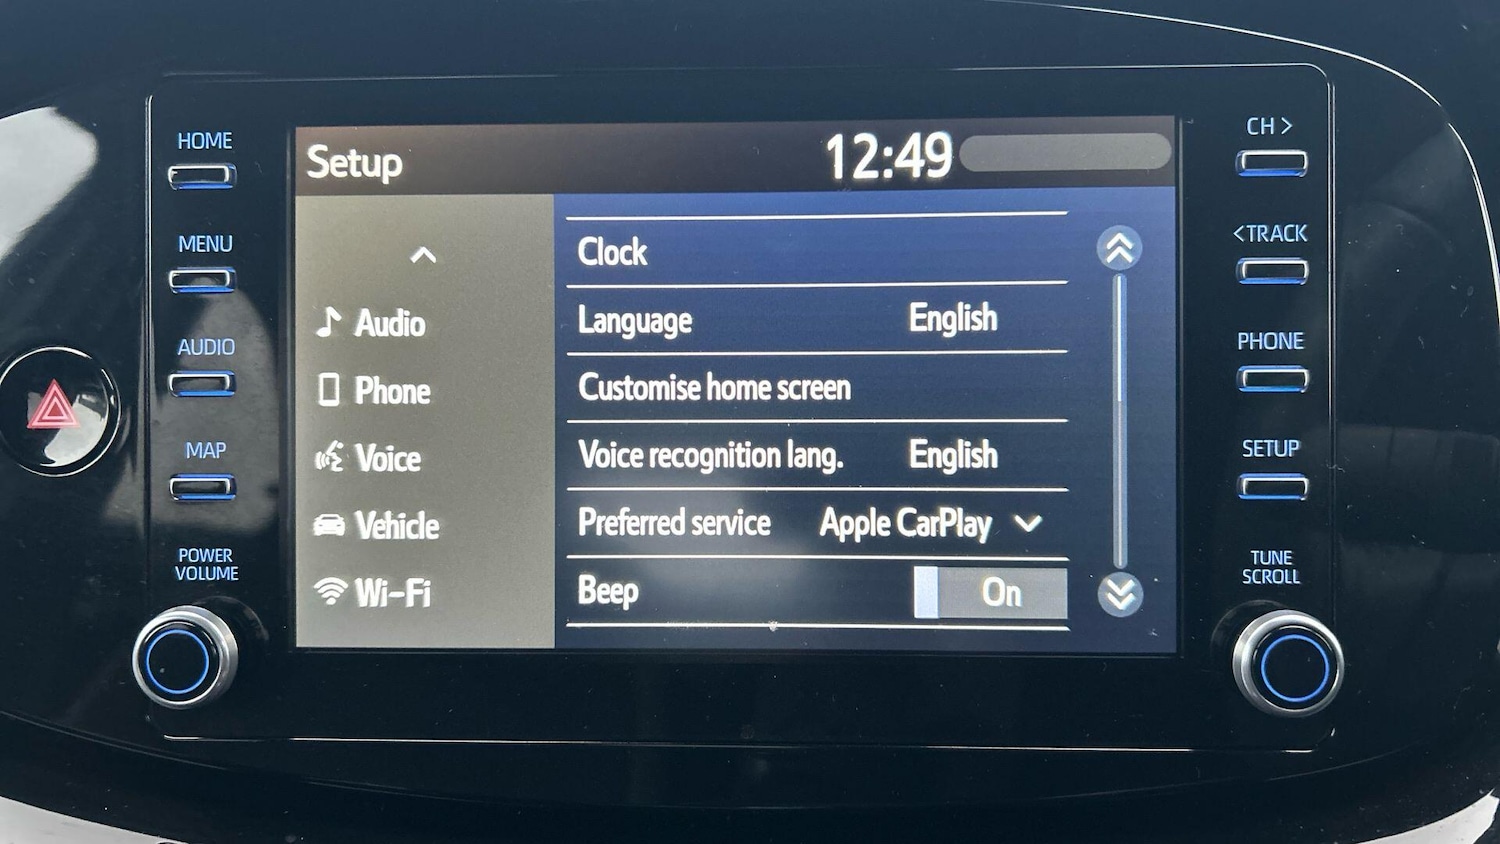 HOME
MENU
AUDIO
MAP
POWER
VOLUME
Setup
12:49
Audio
Phone
Voice
Vehicle
Wi-Fi
Clock
Language English
Customise home screen
Voice recognition lang. English
Preferred service Apple CarPlay
Beep On
CH >
< TRACK
PHONE
SETUP
TUNE
SCROLL